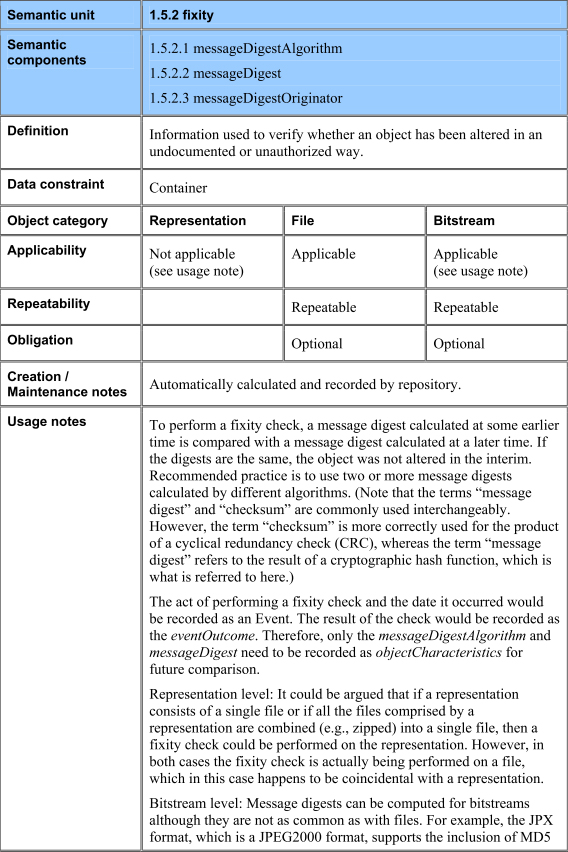 Semantic unit 1.5.2 fixity
Semantic components
1.5.2.1 messageDigestAlgorithm
1.5.2.2 messageDigest
1.5.2.3 messageDigestOriginator
Definition Information used to verify whether an object has been altered in an
undocumented or unauthorized way.
Data constraint Container
Object category Representation File Bitstream
Applicability Not applicable (see usage note) Applicable Applicable (see usage note)
Repeatability Repeatable Repeatable
Obligation Optional Optional
Creation / Maintenance notes Automatically calculated and recorded by repository.
Usage notes To perform a fixity check, a message digest calculated at some earlier
time is compared with a message digest calculated at a later time. If
the digests are the same, the object was not altered in the interim.
Recommended practice is to use two or more message digests
calculated by different algorithms. (Note that the terms “message
digest” and “checksum” are commonly used interchangeably.
However, the term “checksum” is more correctly used for the product
of a cyclical redundancy check (CRC), whereas the term “message
digest” refers to the result of a cryptographic hash function, which is
what is referred to here.)
The act of performing a fixity check and the date it occurred would
be recorded as an Event. The result of the check would be recorded as
the eventOutcome. Therefore, only the messageDigestAlgorithm and
messageDigest need to be recorded as objectCharacteristics for
future comparison.
Representation level: It could be argued that if a representation
consists of a single file or if all the files comprised by a
representation are combined (e.g., zipped) into a single file, then a
fixity check could be performed on the representation. However, in
both cases the fixity check is actually being performed on a file,
which in this case happens to be coincidental with a representation.
Bitstream level: Message digests can be computed for bitstreams
although they are not as common as with files. For example, the JPX
format, which is a JPEG2000 format, supports the inclusion of MD5